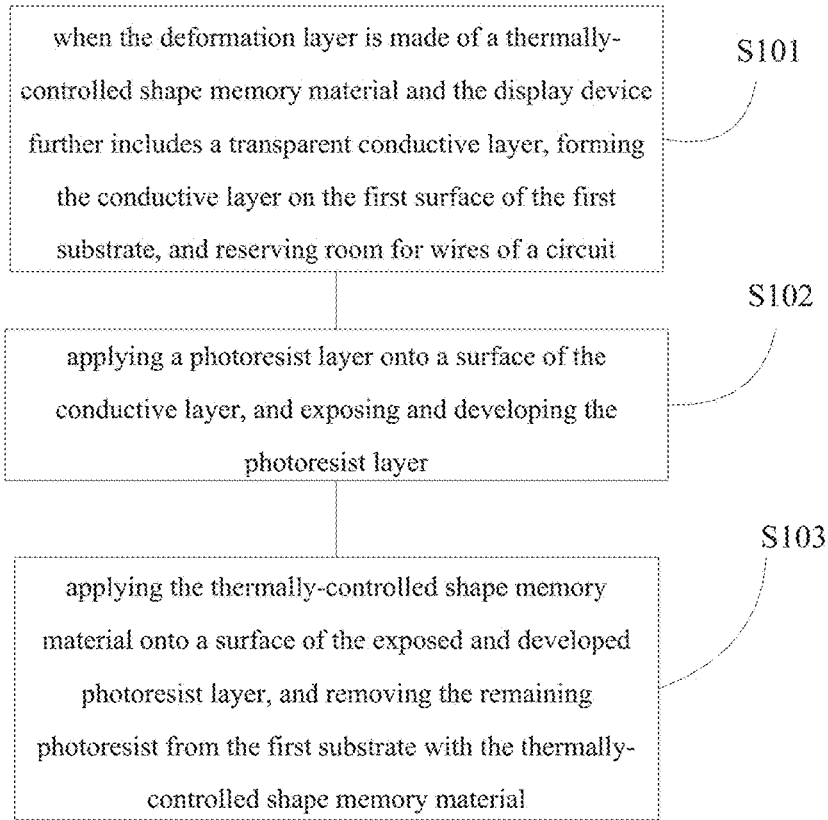 when the deformation layer is made of a thermally-
controlled shape memory material and the display device
further includes a transparent conductive layer, forming
the conductive layer on the first surface of the first
substrate, and reserving room for wires of a circuit
S101
applying a photoresist layer onto a surface of the
conductive layer, and exposing and developing the
photoresist layer
S102
applying the thermally-controlled shape memory
material onto a surface of the exposed and developed
photoresist layer, and removing the remaining
photoresist from the first substrate with the thermally-
controlled shape memory material
S103